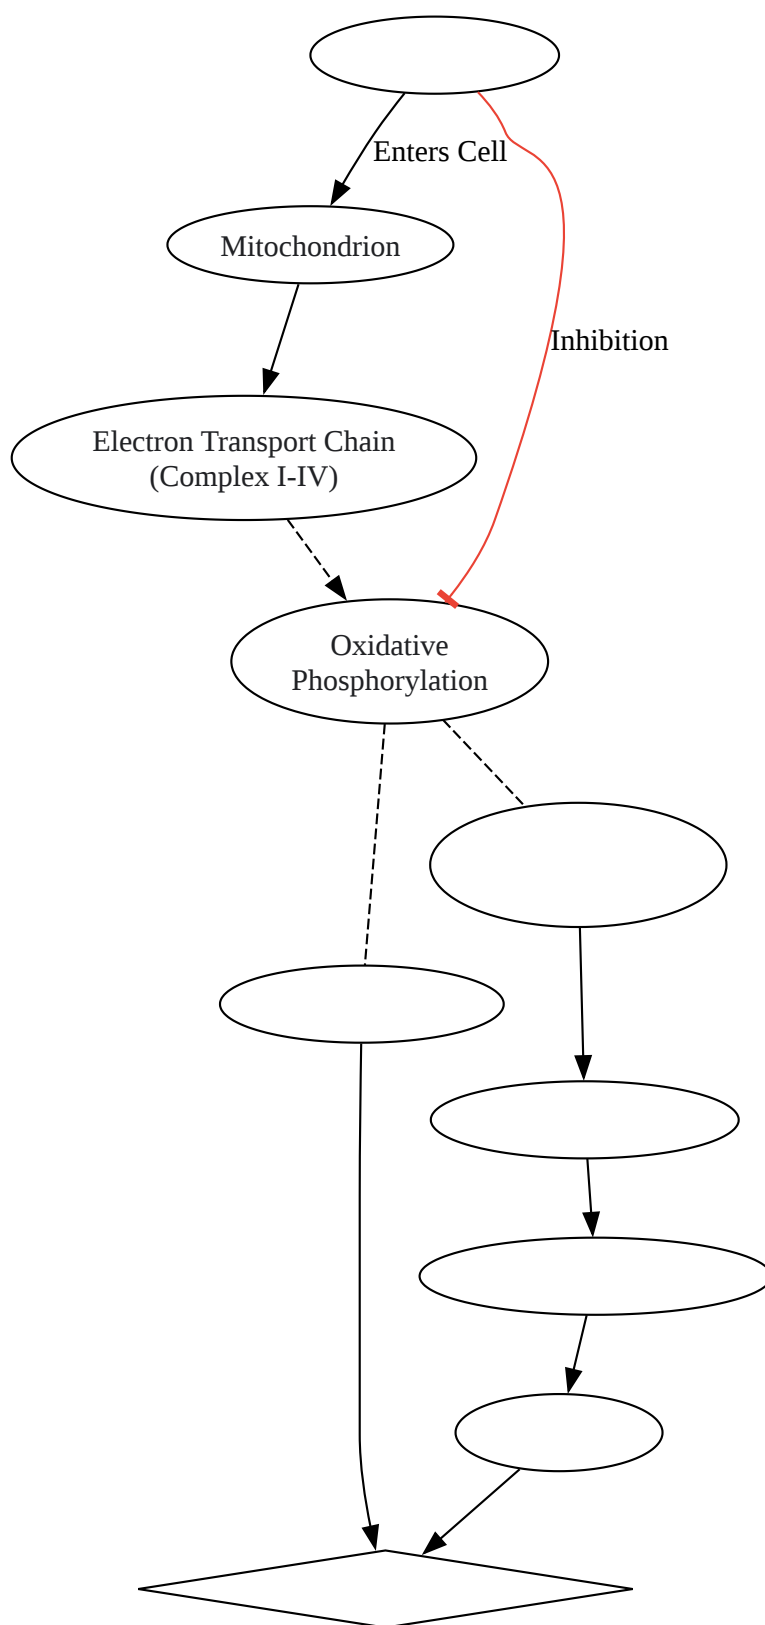 Enters Cell
Mitochondrion
Inhibition
Electron Transport Chain
(Complex I-IV)
Oxidative
Phosphorylation